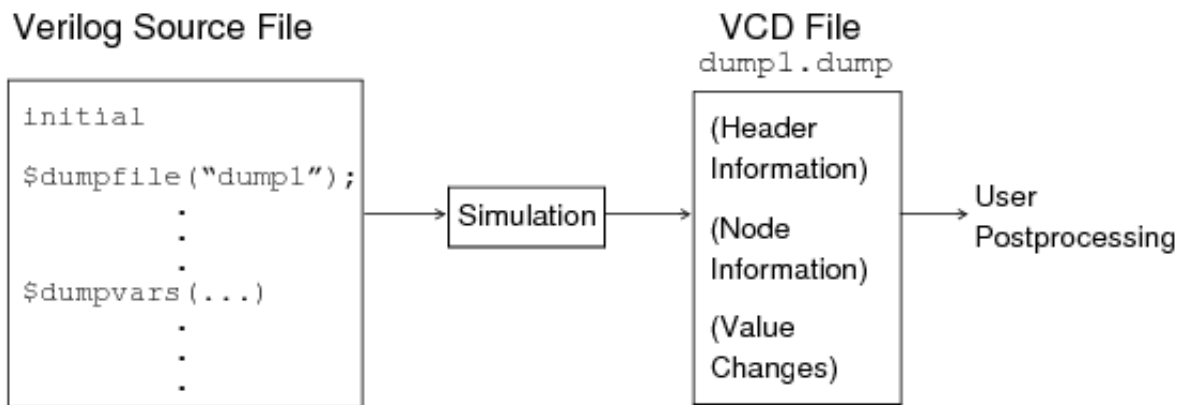 Verilog Source File
initial
$dumpfile(“dump1”);
.
.
.
$dumpvars(...)
.
.
.
Simulation
VCD File
dump1.dump
(Header
Information)
(Node
Information)
(Value
Changes)
User
Postprocessing